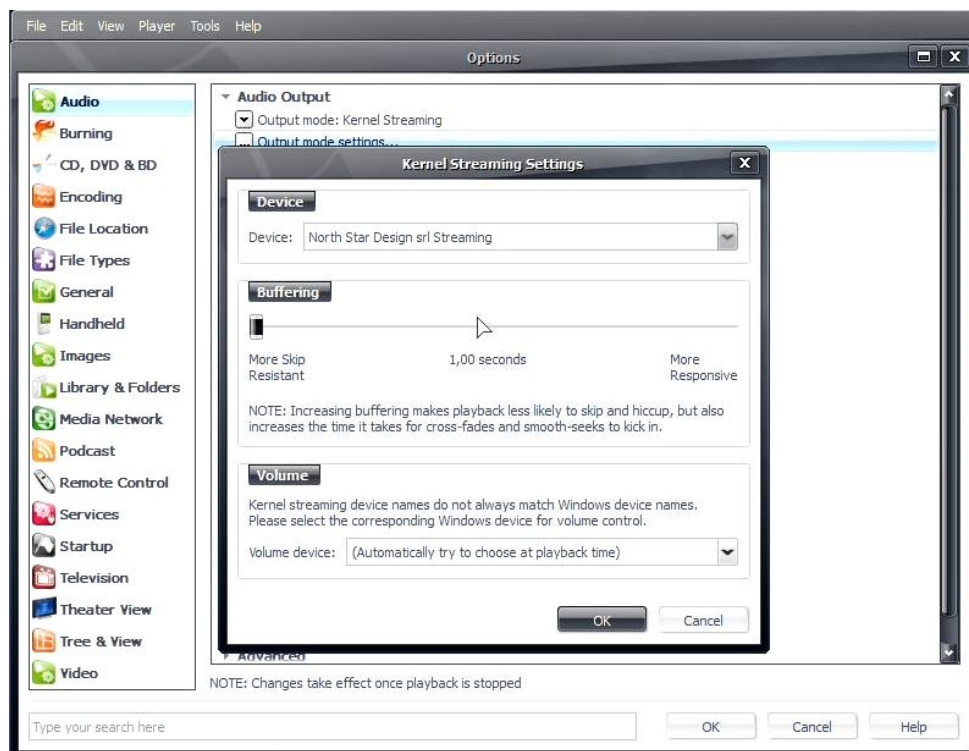 File Edit View Player Tools Help
Options
Audio
Burning
CD, DVD & BD
Encoding
File Location
File Types
General
Handheld
Images
Library & Folders
Media Network
Podcast
Remote Control
Services
Startup
Television
Theater View
Tree & View
Video
Audio Output
Output mode: Kernel Streaming
Output mode settings...
Kernel Streaming Settings
Device
Device: North Star Design srl Streaming
Buffering
More Skip Resistant
1,00 seconds
More Responsive
NOTE: Increasing buffering makes playback less likely to skip and hiccup, but also
increases the time it takes for cross-fades and smooth-seeks to kick in.
Volume
Kernel streaming device names do not always match Windows device names.
Please select the corresponding Windows device for volume control.
Volume device: (Automatically try to choose at playback time)
OK Cancel
Advanced
NOTE: Changes take effect once playback is stopped
Type your search here
OK Cancel Help